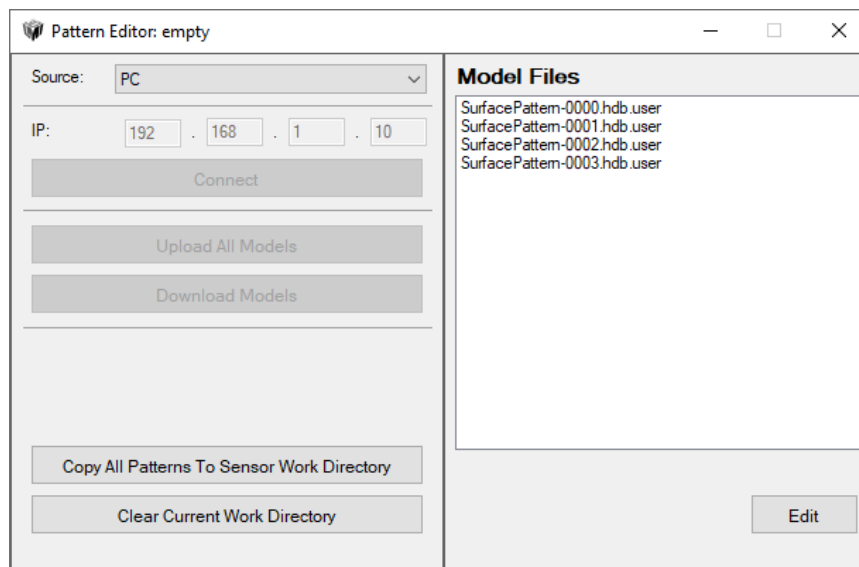 Pattern Editor: empty
Source: PC
IP: 192 . 168 . 1 . 10
Connect
Upload All Models
Download Models
Copy All Patterns To Sensor Work Directory
Clear Current Work Directory
Model Files
SurfacePattern-0000.hdb.user
SurfacePattern-0001.hdb.user
SurfacePattern-0002.hdb.user
SurfacePattern-0003.hdb.user
Edit